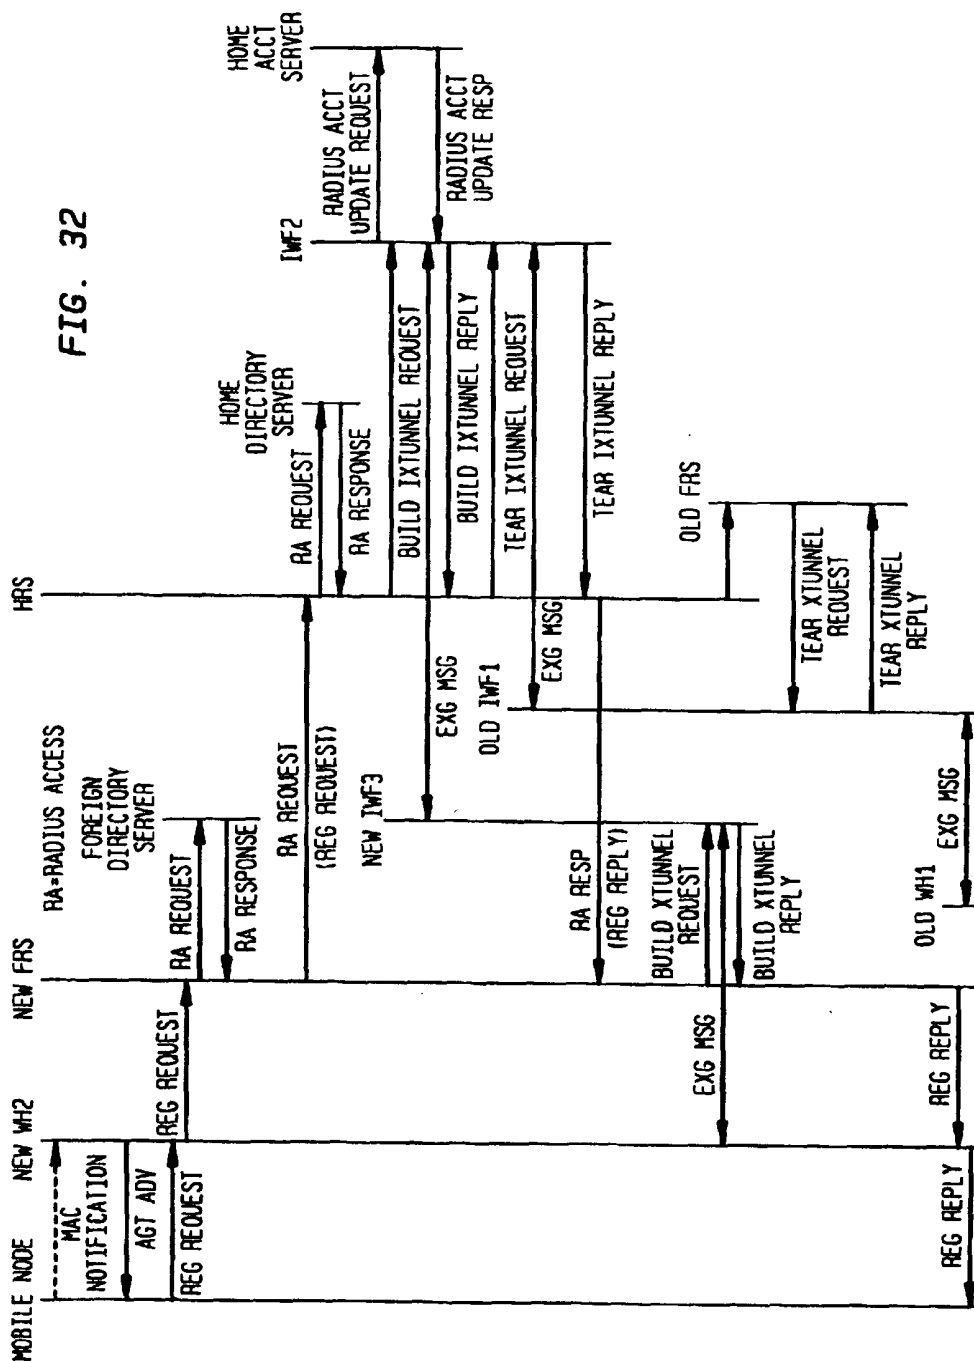 FIG. 32
MOBILE NODE
NEW WH2
NEW FRS
HRS
RA=RADIUS ACCESS
FOREIGN
DIRECTORY
SERVER
HOME
DIRECTORY
SERVER
IWF2
HOME
ACCT
SERVER
MAC
NOTIFICATION
AGT ADV
REG REQUEST
REG REQUEST
RA REQUEST
RA RESPONSE
RA REQUEST
(REG REQUEST)
RA REQUEST
RA RESPONSE
RADIUS ACCT
UPDATE REQUEST
RADIUS ACCT
UPDATE RESP
BUILD IXTUNNEL REQUEST
NEW IWF3
EXG MSG
BUILD IXTUNNEL REPLY
TEAR IXTUNNEL REQUEST
OLD IWF1
EXG MSG
TEAR IXTUNNEL REPLY
RA RESP
(REG REPLY)
BUILD XTUNNEL
REQUEST
EXG MSG
BUILD XTUNNEL
REPLY
OLD FRS
TEAR XTUNNEL
REQUEST
TEAR XTUNNEL
REPLY
OLD WH1
EXG MSG
REG REPLY
REG REPLY